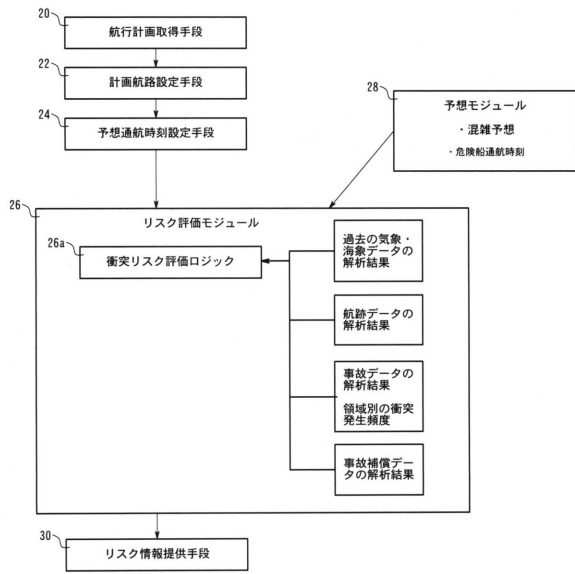 20
航行計画取得手段
22
計画航路設定手段
24
予想通航時刻設定手段
28
予想モジュール
・混雑予想
・危険船通航時刻
26
リスク評価モジュール
26a
衝突リスク評価ロジック
過去の気象・
海象データの
解析結果
航跡データの
解析結果
事故データの
解析結果
領域別の衝突
発生頻度
事故補償デー
タの解析結果
30
リスク情報提供手段